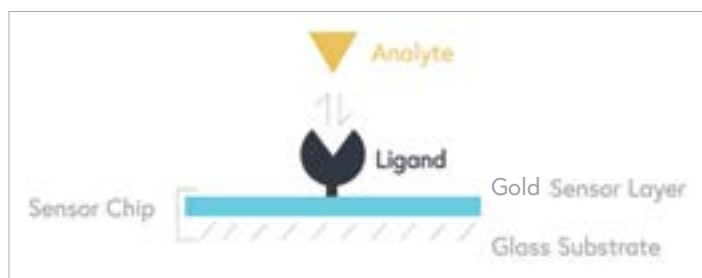 Analyte
Ligand
Gold Sensor Layer
Sensor Chip
Glass Substrate